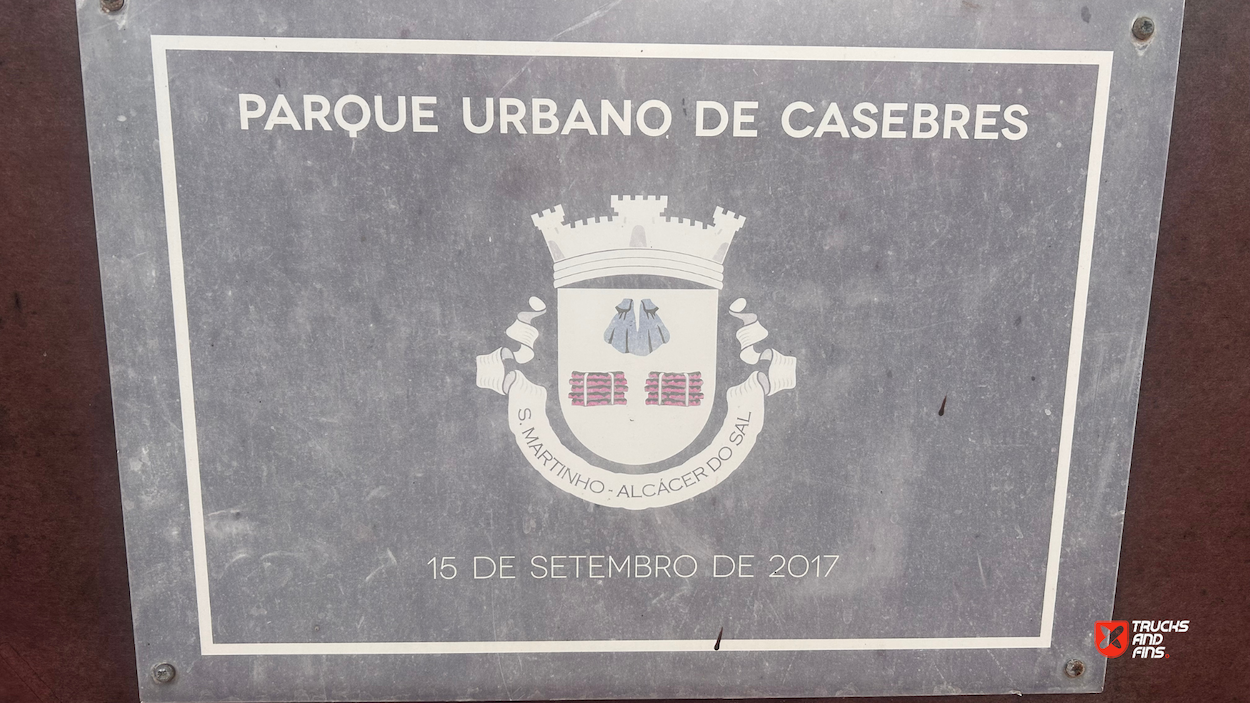 PARQUE URBANO DE CASEBRES
S. MARTINHO - ALCÁCER DO SAL
15 DE SETEMBRO DE 2017
TRUCKS
AND
FINS